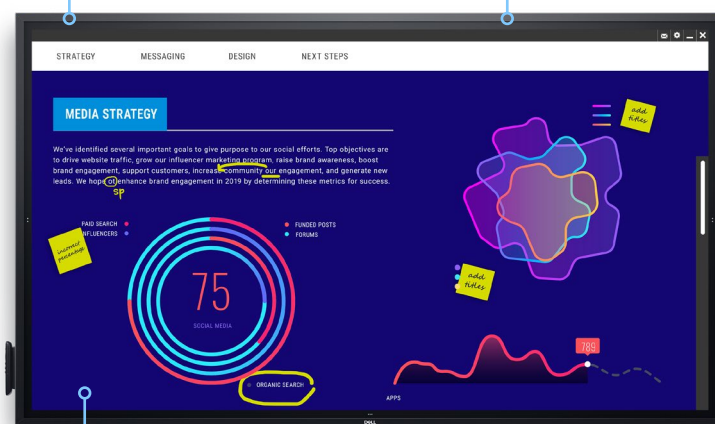 STRATEGY MESSAGING DESIGN NEXT STEPS
MEDIA STRATEGY
We've identified several important goals to give purpose to our social efforts. Top objectives are
to drive website traffic, grow our influencer marketing program, raise brand awareness, boost
brand engagement, support customers, increase community our engagement, and generate new
leads. We hope ot enhance brand engagement in 2019 by determining these metrics for success.
sp
add
titles
PAID SEARCH
NFLUENCERS
FUNDED POSTS
FORUMS
incorrect
percentage
75
SOCIAL MEDIA
add
titles
ORGANIC SEARCH
789
APPS
DELL